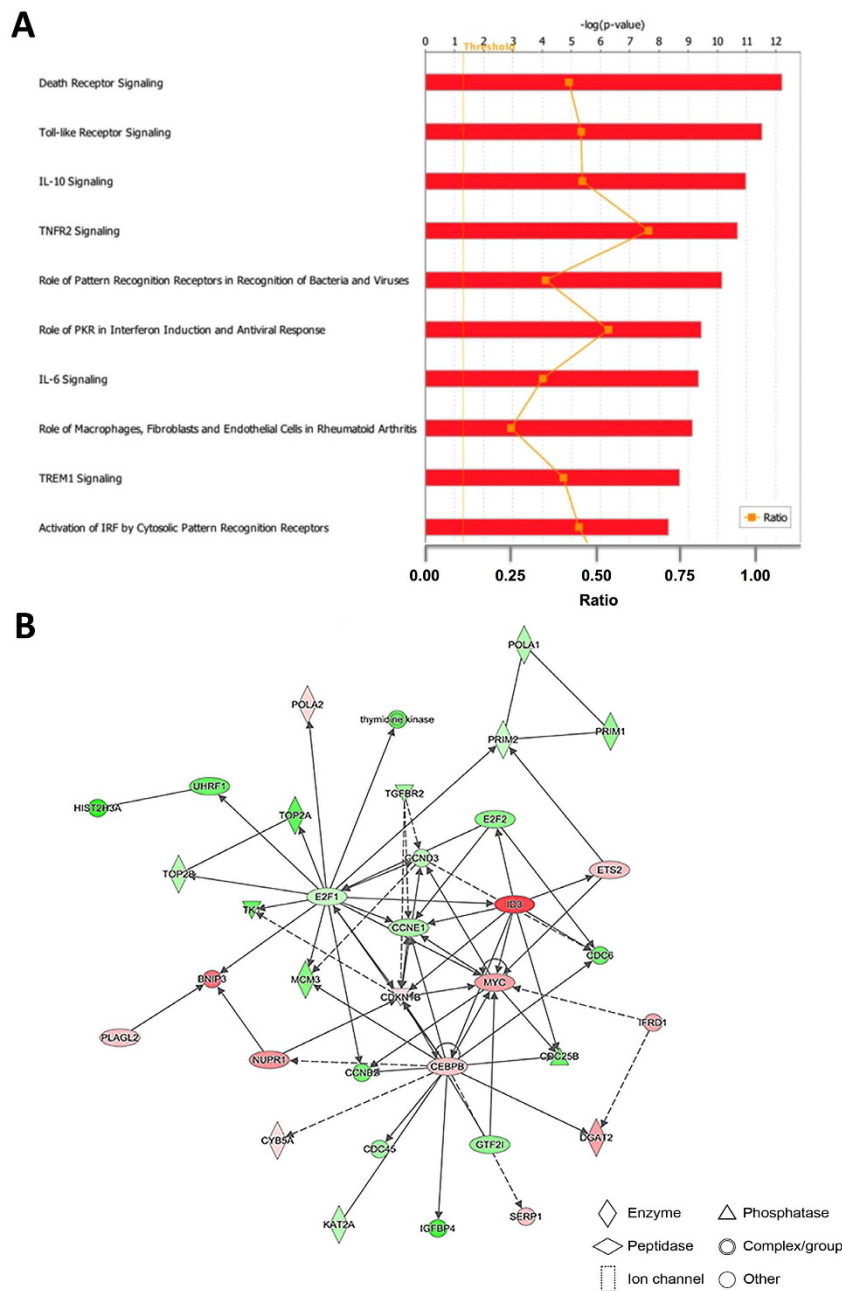 A
-log(p-value)
0 1 2 3 4 5 6 7 8 9 10 11 12
Threshold
Death Receptor Signaling
Toll-like Receptor Signaling
IL-10 Signaling
TNFR2 Signaling
Role of Pattern Recognition Receptors in Recognition of Bacteria and Viruses
Role of PKR in Interferon Induction and Antiviral Response
IL-6 Signaling
Role of Macrophages, Fibroblasts and Endothelial Cells in Rheumatoid Arthritis
TREM1 Signaling
Activation of IRF by Cytosolic Pattern Recognition Receptors
Ratio
0.00 0.25 0.50 0.75 1.00
Ratio
B
POLA1
POLA2
thymidine kinase
PRIM2
PRIM1
UHRF1
TGFBR2
HIST2H3A
TOP2A
E2F2
CCND3
TOP2B
ETS2
E2F1
ID3
TK1
CCNE1
CDC6
BNIP3
MCM3
MYC
CDKN1B
PLAGL2
IFRD1
NUPR1
CCNB2
CEBPB
CDC25B
CYB5A
CDC45
GTF2I
DGAT2
KAT2A
IGFBP4
SERP1
Enzyme
Phosphatase
Peptidase
Complex/group
Ion channel
Other